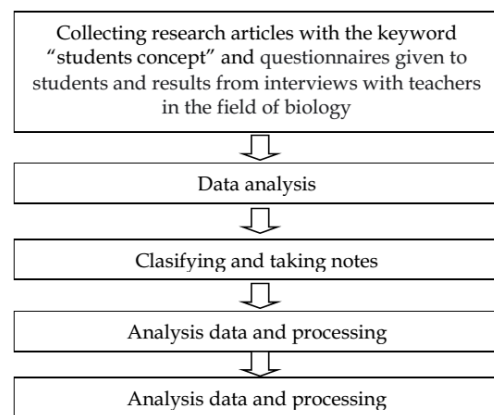 Collecting research articles with the keyword
“students concept” and questionnaires given to
students and results from interviews with teachers
in the field of biology
Data analysis
Clasifying and taking notes
Analysis data and processing
Analysis data and processing